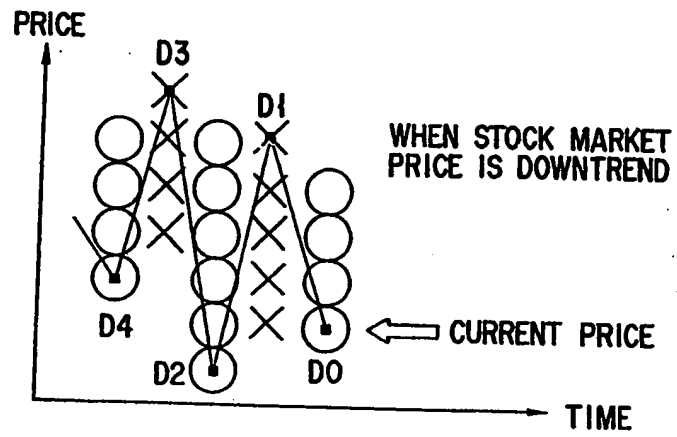 PRICE
D3
D1
WHEN STOCK MARKET
PRICE IS DOWNTREND
D4
CURRENT PRICE
D2
D0
TIME